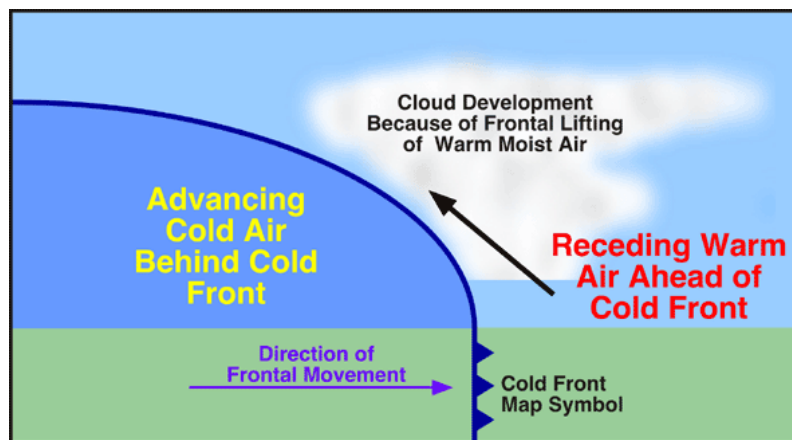 Cloud Development
Because of Frontal Lifting
of Warm Moist Air
Advancing
Cold Air
Behind Cold
Front
Receding Warm
Air Ahead of
Cold Front
Direction of
Frontal Movement
Cold Front
Map Symbol